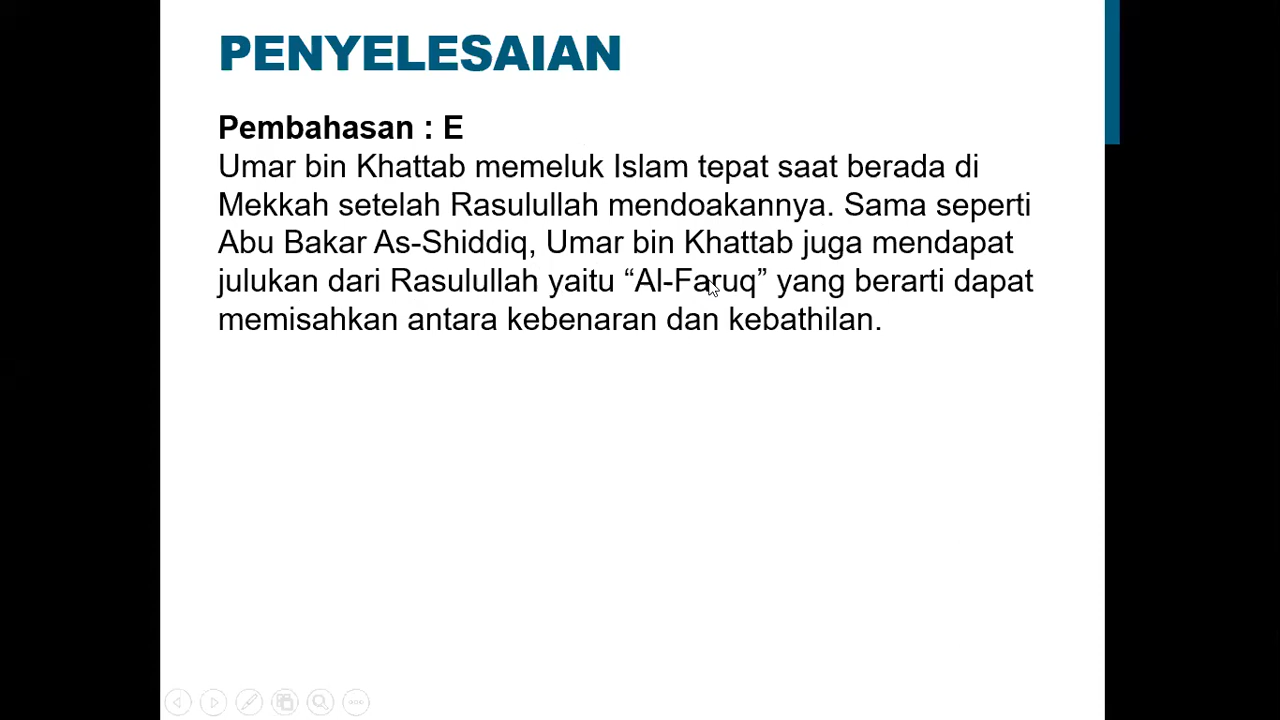 PENYELESAIAN
Pembahasan : E
Umar bin Khattab memeluk Islam tepat saat berada di
Mekkah setelah Rasulullah mendoakannya. Sama seperti
Abu Bakar As-Shiddiq, Umar bin Khattab juga mendapat
julukan dari Rasulullah yaitu “Al-Faruq” yang berarti dapat
memisahkan antara kebenaran dan kebathilan.